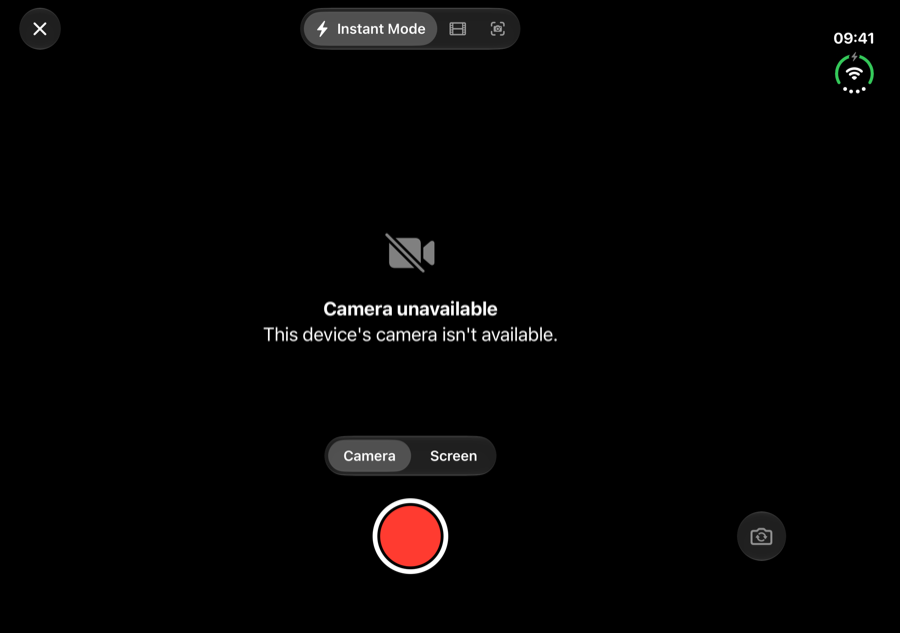 Instant Mode
09:41
Camera unavailable
This device's camera isn't available.
Camera
Screen